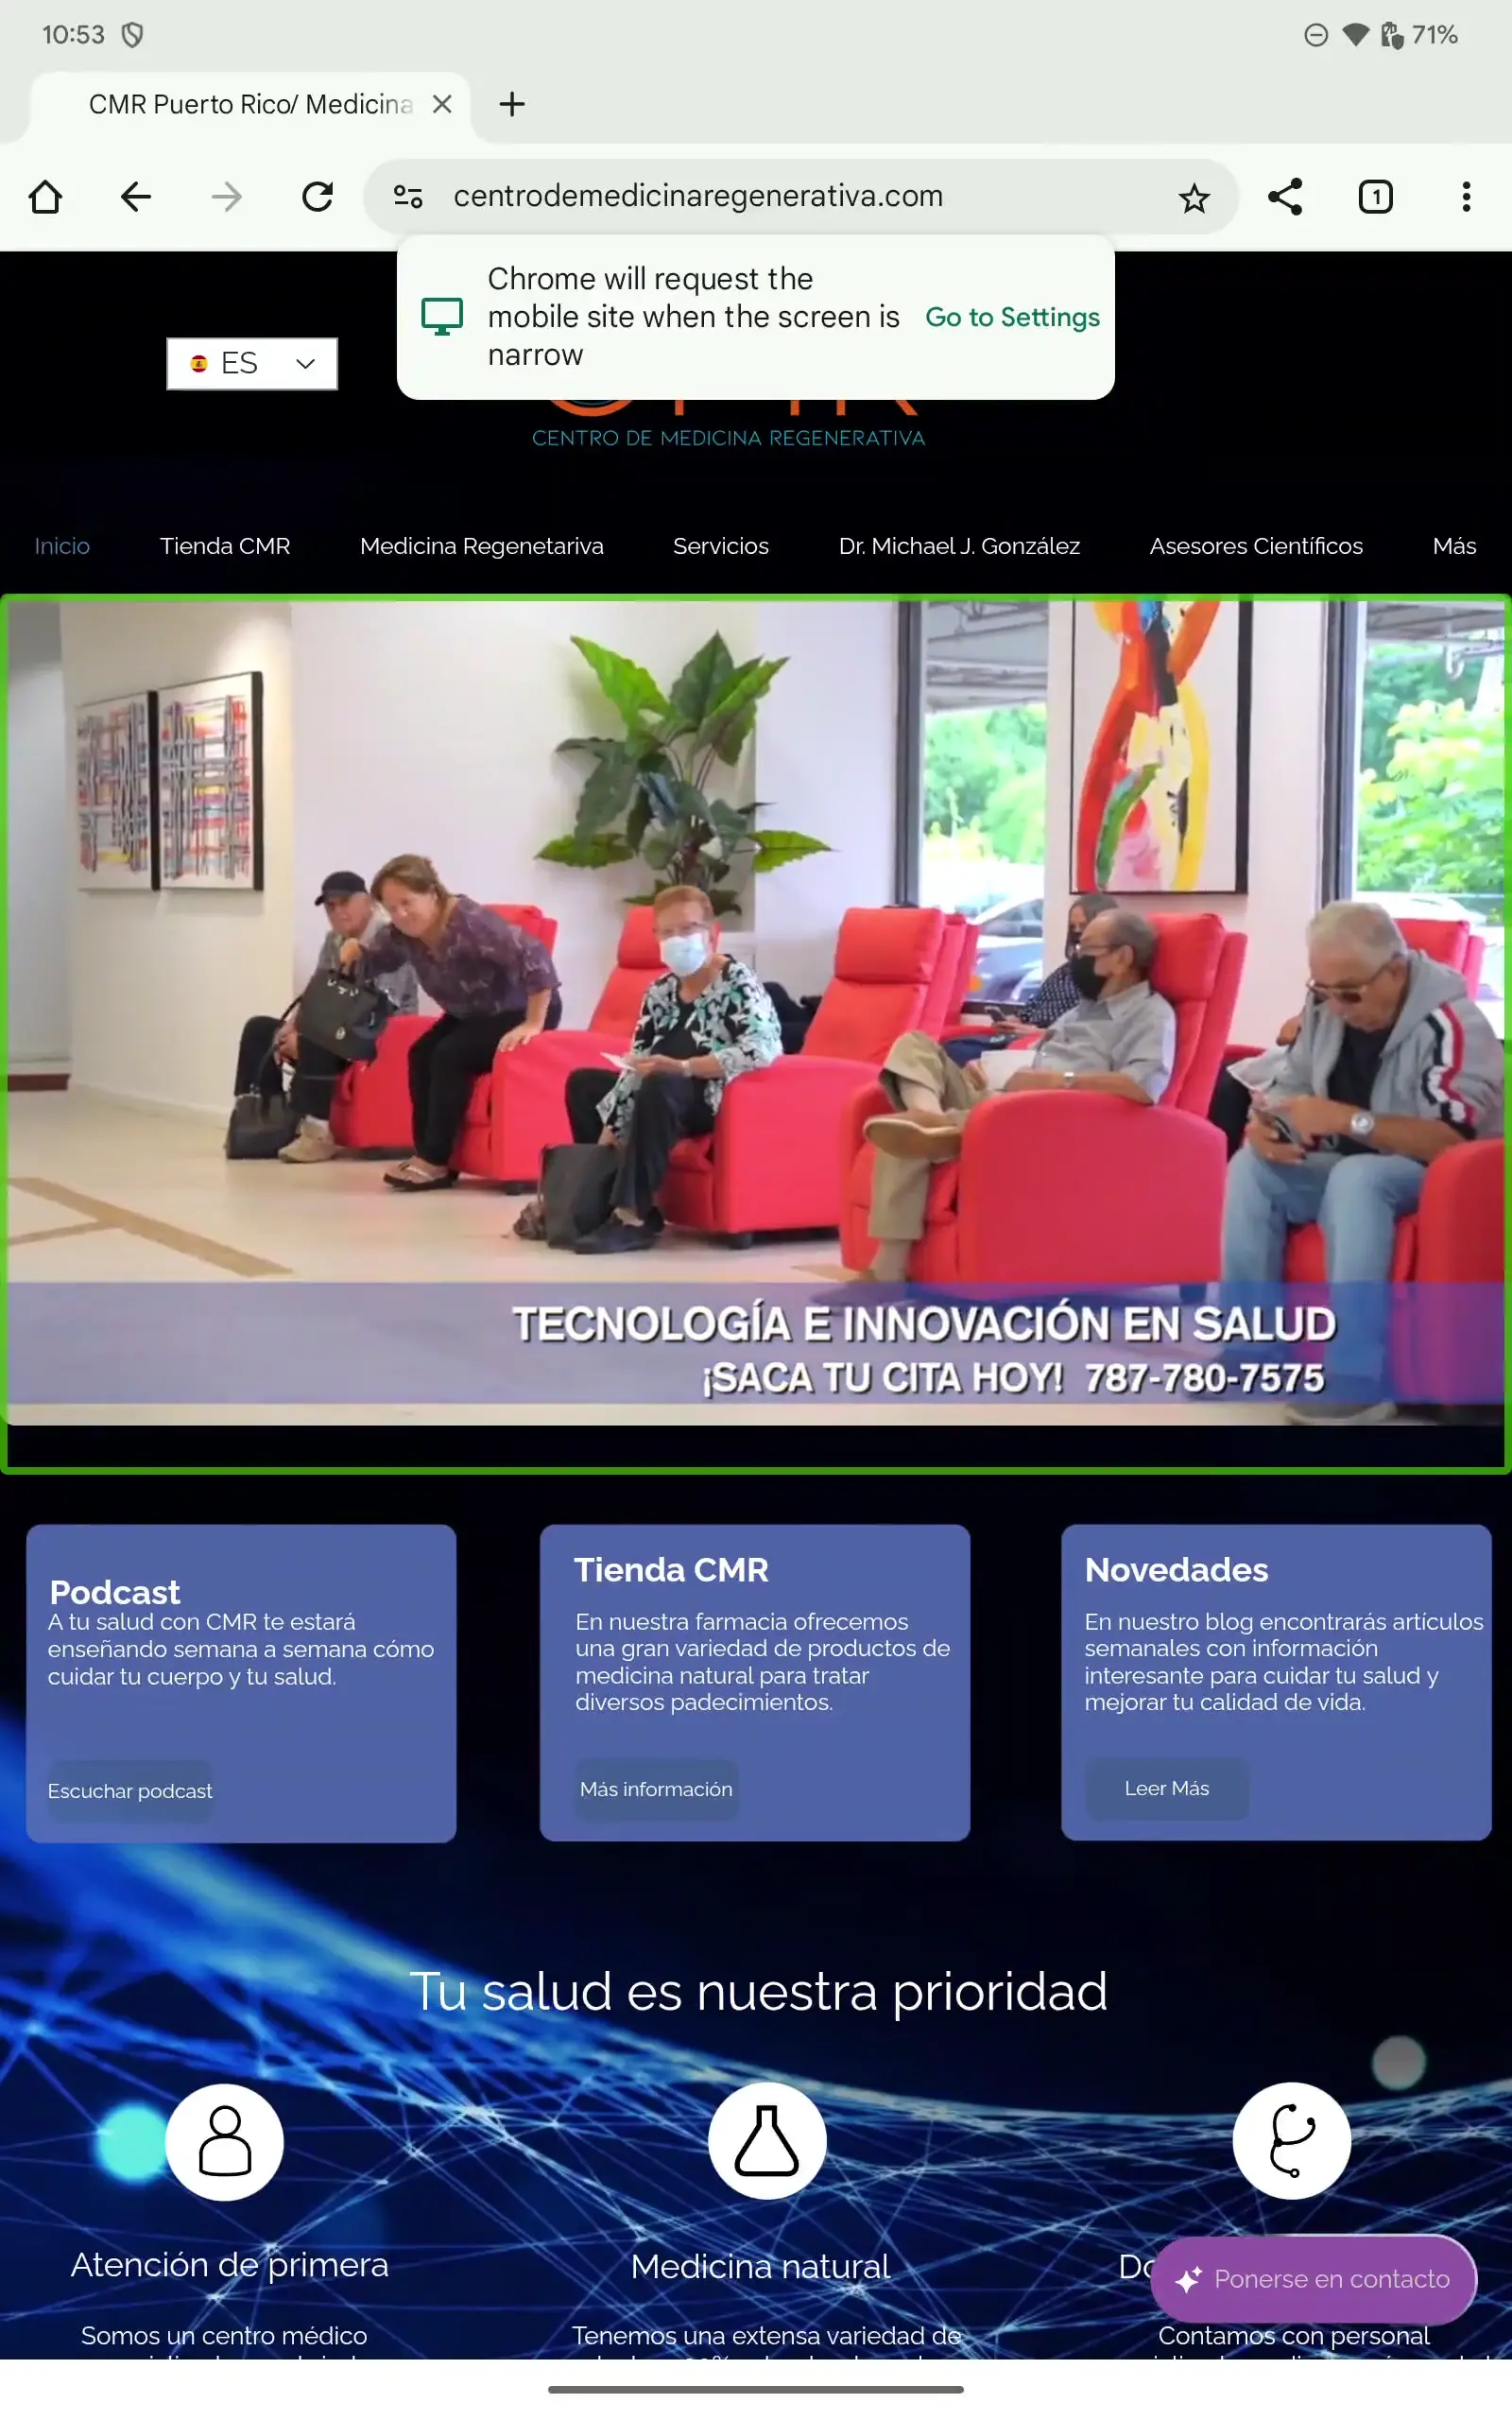 10:53
71%
CMR Puerto Rico/ Medicina
1
centrodemedicinaregenerativa.com
Chrome will request the
mobile site when the screen is
narrow
Go to Settings
ES
CENTRO DE MEDICINA REGENERATIVA
Inicio
Tienda CMR
Medicina Regenetariva
Servicios
Dr. Michael J. González
Asesores Científicos
Más
TECNOLOGÍA E INNOVACIÓN EN SALUD
¡SACA TU CITA HOY! 787-780-7575
Podcast
A tu salud con CMR te estará
enseñando semana a semana cómo
cuidar tu cuerpo y tu salud.
Escuchar podcast
Tienda CMR
En nuestra farmacia ofrecemos
una gran variedad de productos de
medicina natural para tratar
diversos padecimientos.
Más información
Novedades
En nuestro blog encontrarás artículos
semanales con información
interesante para cuidar tu salud y
mejorar tu calidad de vida.
Leer Más
Tu salud es nuestra prioridad
Atención de primera
Somos un centro médico
Medicina natural
Tenemos una extensa variedad de
Ponerse en contacto
Contamos con personal